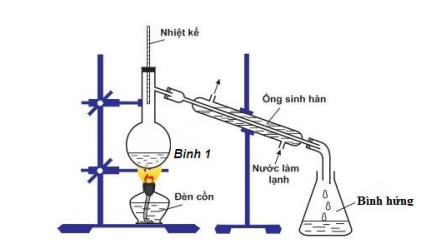 Nhiệt kế
Ống sinh hàn
Bình 1
Nước làm
lạnh
Đèn cồn
Bình hứng